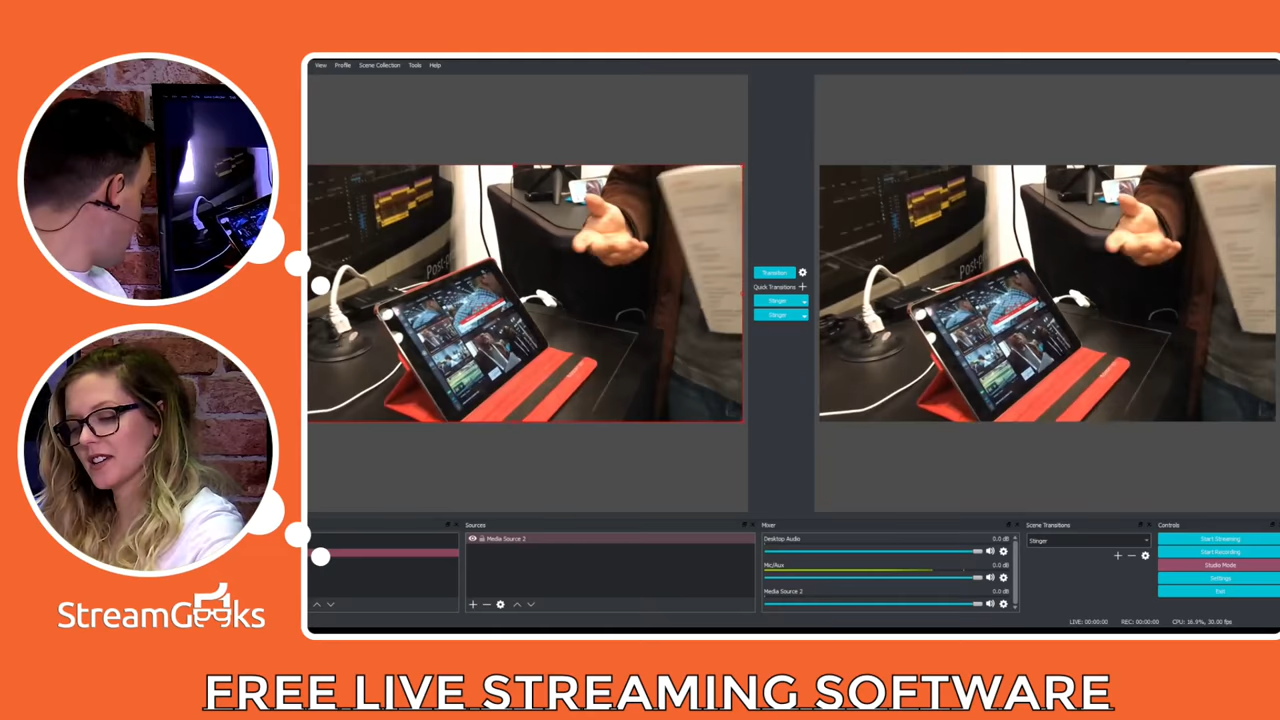 View Profile Scene Collection Tools Help
Post-p
Post-p
Transition
Quick Transitions
Stinger
Stinger
Sources
Mixer
Scene Transitions
Controls
Media Source 2
Desktop Audio 0.0 dB
Mic/Aux 0.0 dB
Media Source 2 0.0 dB
Stinger
Start Streaming
Start Recording
Studio Mode
Settings
Exit
LIVE: 00:00:00 REC: 00:00:00 CPU: 16.9%, 30.00 fps
StreamGeeks
FREE LIVE STREAMING SOFTWARE